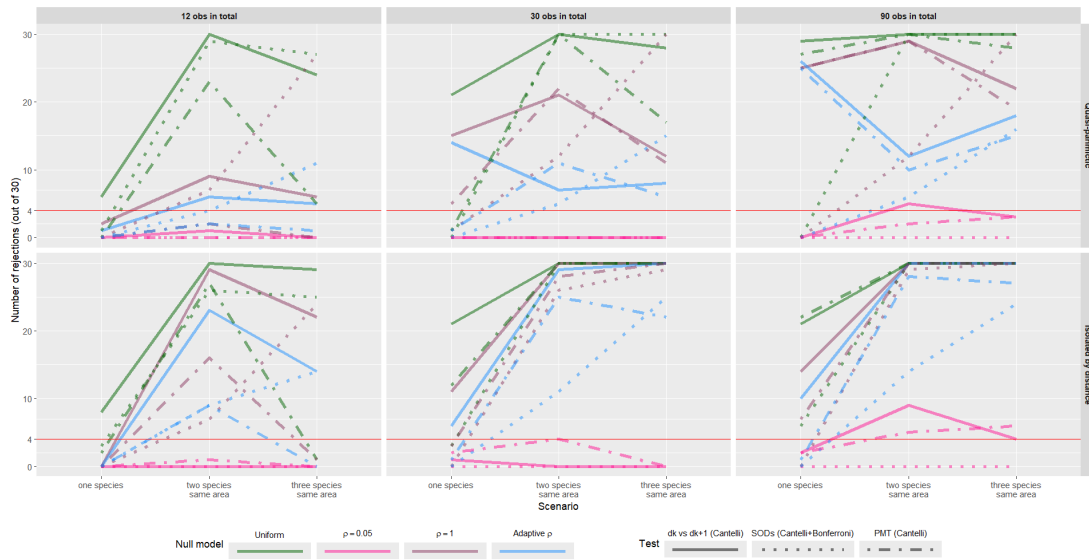 12 obs in total
30 obs in total
90 obs in total
Number of rejections (out of 30)
30
20
10
4
0
30
20
10
4
0
Isolated by distance
one species
two species
same area
three species
same area
one species
two species
same area
three species
same area
one species
two species
same area
three species
same area
Scenario
Null model
Uniform
ρ = 0.05
ρ = 1
Adaptive ρ
Test
dk vs dk+1 (Cantelli)
SODs (Cantelli+Bonferroni)
PMT (Cantelli)